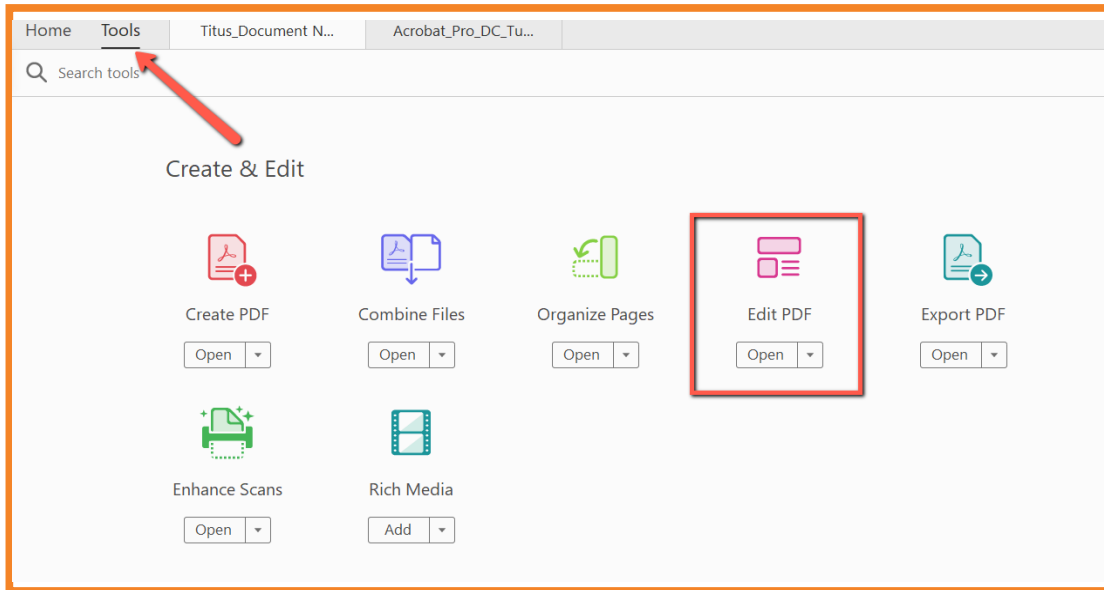 Home Tools Titus_Document N... Acrobat_Pro_DC_Tu...
Search tools
Create & Edit
Create PDF Combine Files Organize Pages Edit PDF Export PDF
Open Open Open Open Open
Enhance Scans Rich Media
Open Add